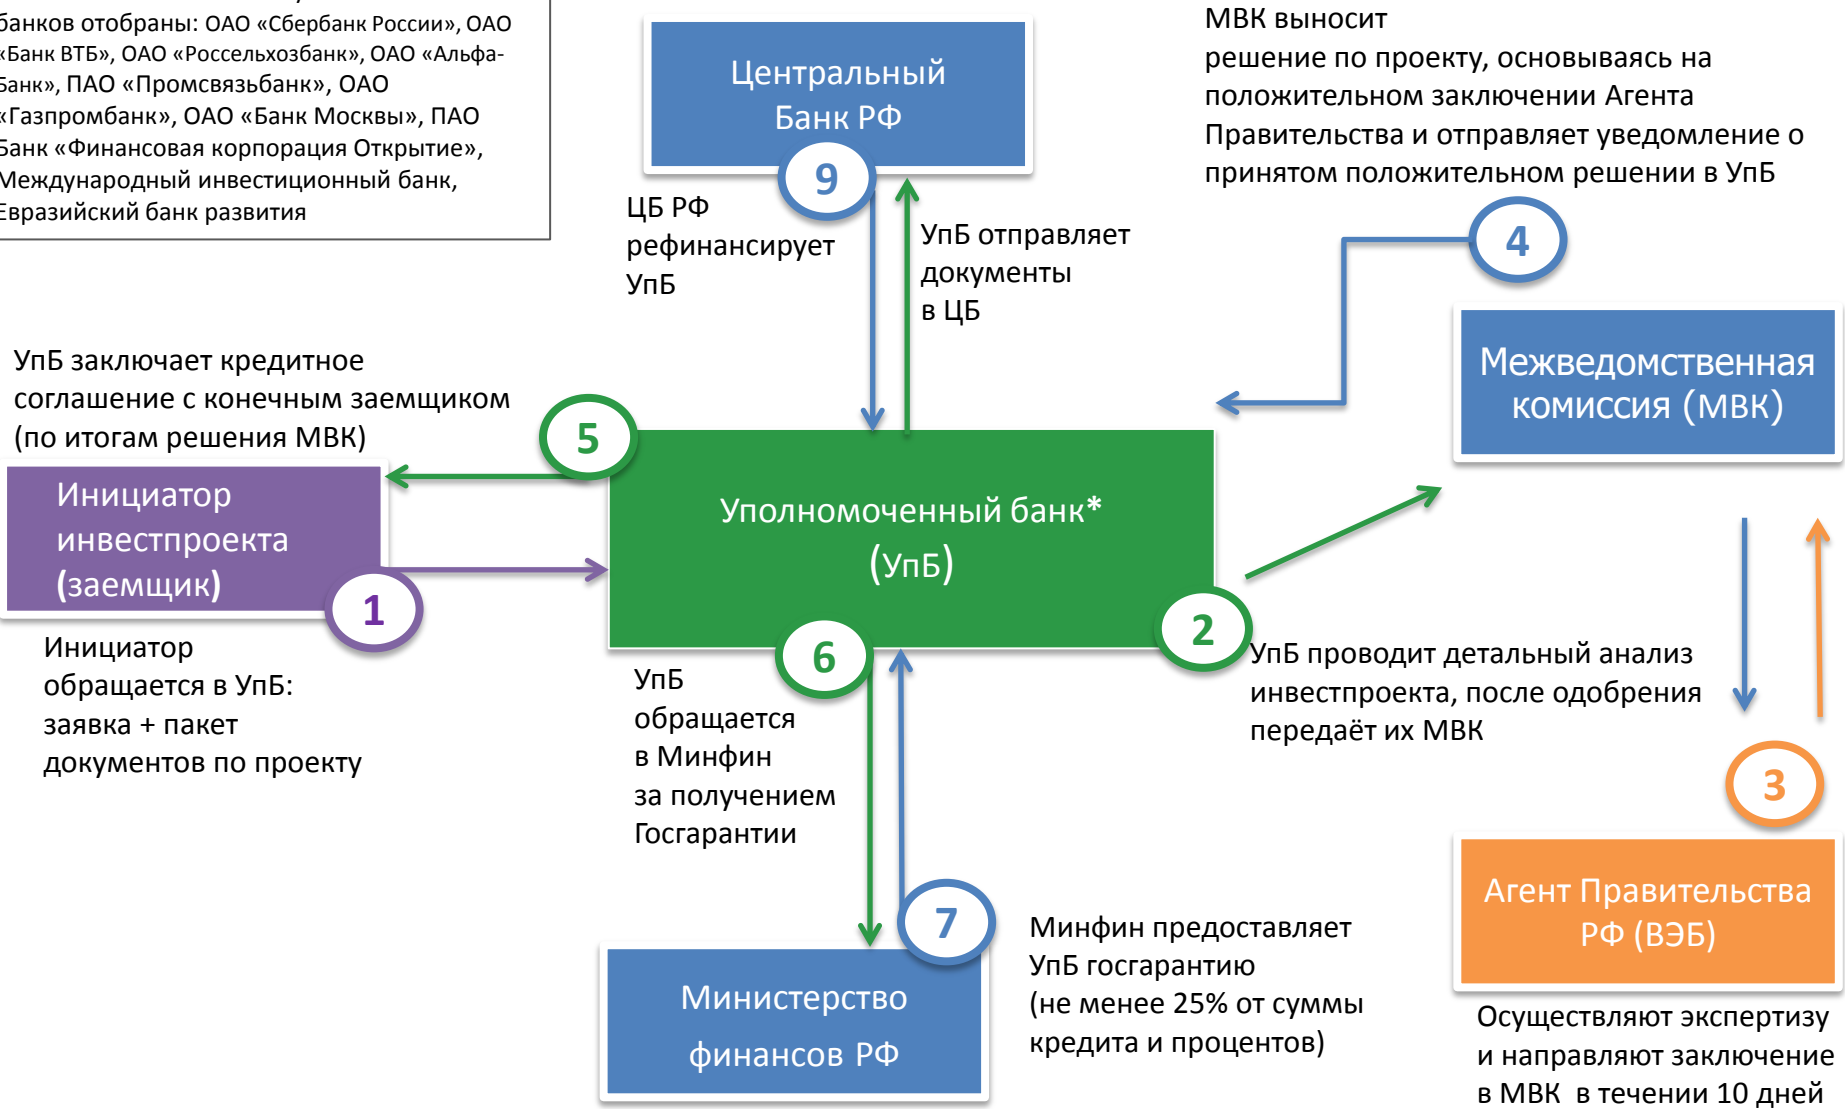 банков отобраны: ОАО «Сбербанк России», ОАО
«Банк ВТБ», ОАО «Россельхозбанк», ОАО «Альфа-
Банк», ПАО «Промсвязьбанк», ОАО
«Газпромбанк», ОАО «Банк Москвы», ПАО
Банк «Финансовая корпорация Открытие»,
Международный инвестиционный банк,
Евразийский банк развития
Центральный
Банк РФ
9
МВК выносит
решение по проекту, основываясь на
положительном заключении Агента
Правительства и отправляет уведомление о
принятом положительном решении в УпБ
4
ЦБ РФ
рефинансирует
УпБ
УпБ отправляет
документы
в ЦБ
Межведомственная
комиссия (МВК)
УпБ заключает кредитное
соглашение с конечным заемщиком
(по итогам решения МВК)
5
Инициатор
инвестпроекта
(заемщик)
1
Уполномоченный банк*
(УпБ)
2
6
Инициатор
обращается в УпБ:
заявка + пакет
документов по проекту
УпБ
обращается
в Минфин
за получением
Госгарантии
УпБ проводит детальный анализ
инвестпроекта, после одобрения
передаёт их МВК
3
7
Министерство
финансов РФ
Минфин предоставляет
УпБ госгарантию
(не менее 25% от суммы
кредита и процентов)
Агент Правительства
РФ (ВЭБ)
Осуществляют экспертизу
и направляют заключение
в МВК в течении 10 дней